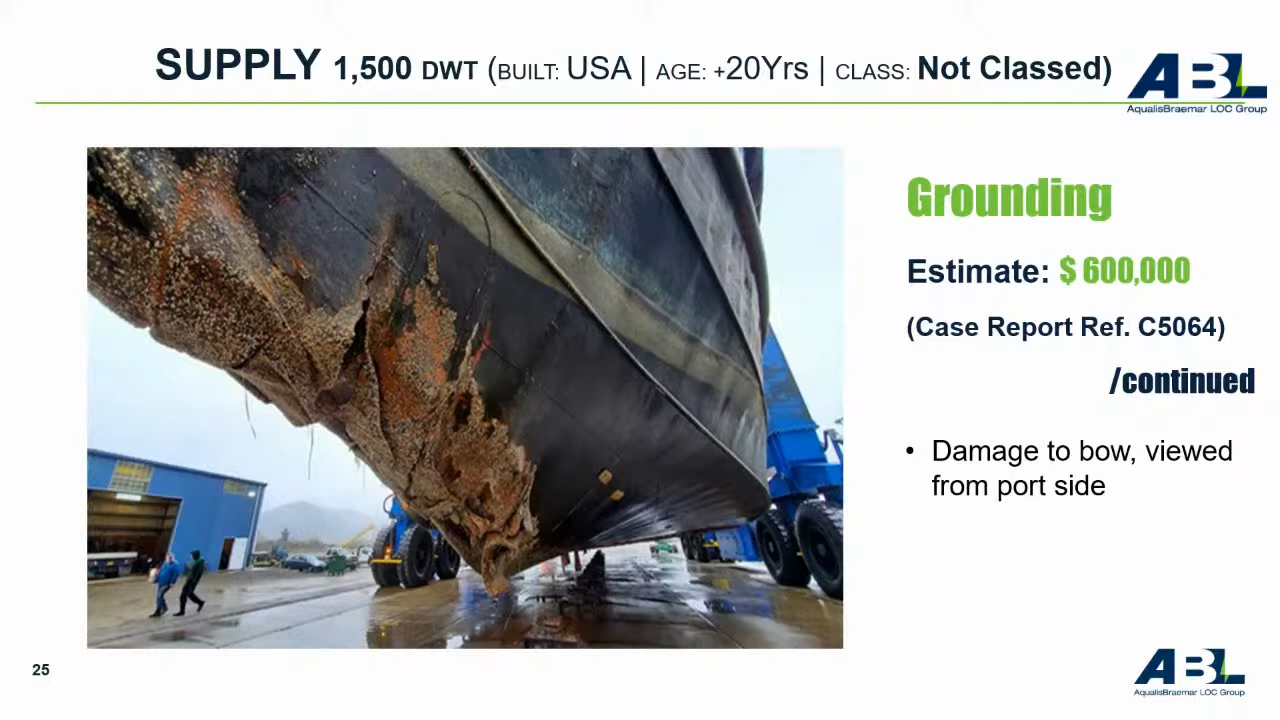 SUPPLY 1,500 DWT (BUILT: USA | AGE: +20Yrs | CLASS: Not Classed)
ABL
AqualisBraemar LOC Group
Grounding
Estimate: $ 600,000
(Case Report Ref. C5064)
/continued
• Damage to bow, viewed
from port side
25
ABL
AqualisBraemar LOC Group